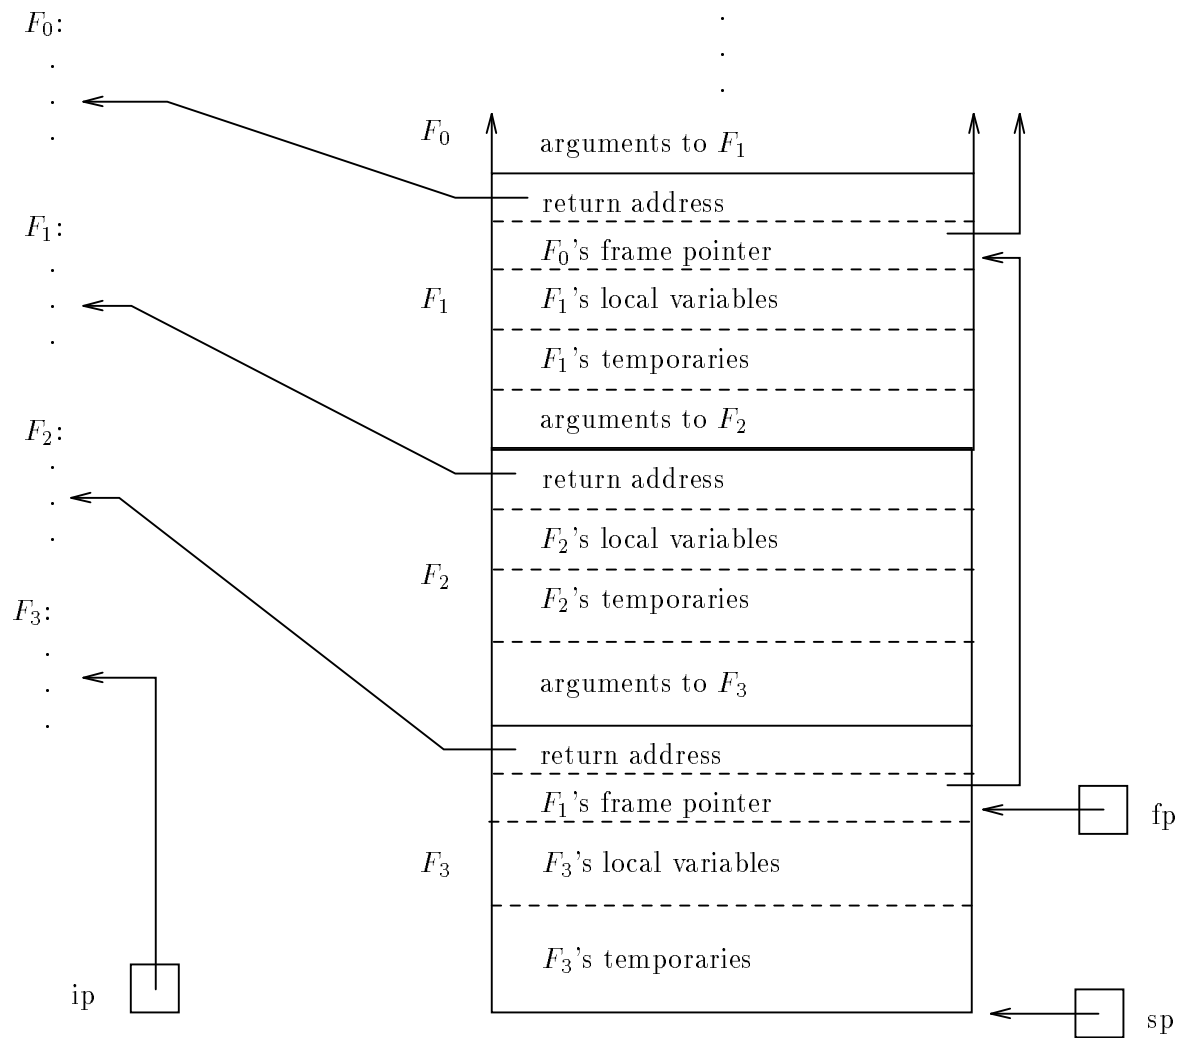 F₀:
F₀
arguments to F₁
return address
F₁:
F₀'s frame pointer
F₁
F₁'s local variables
F₁'s temporaries
arguments to F₂
F₂:
return address
F₂'s local variables
F₂
F₂'s temporaries
F₃:
arguments to F₃
return address
F₁'s frame pointer
fp
F₃
F₃'s local variables
F₃'s temporaries
ip
sp